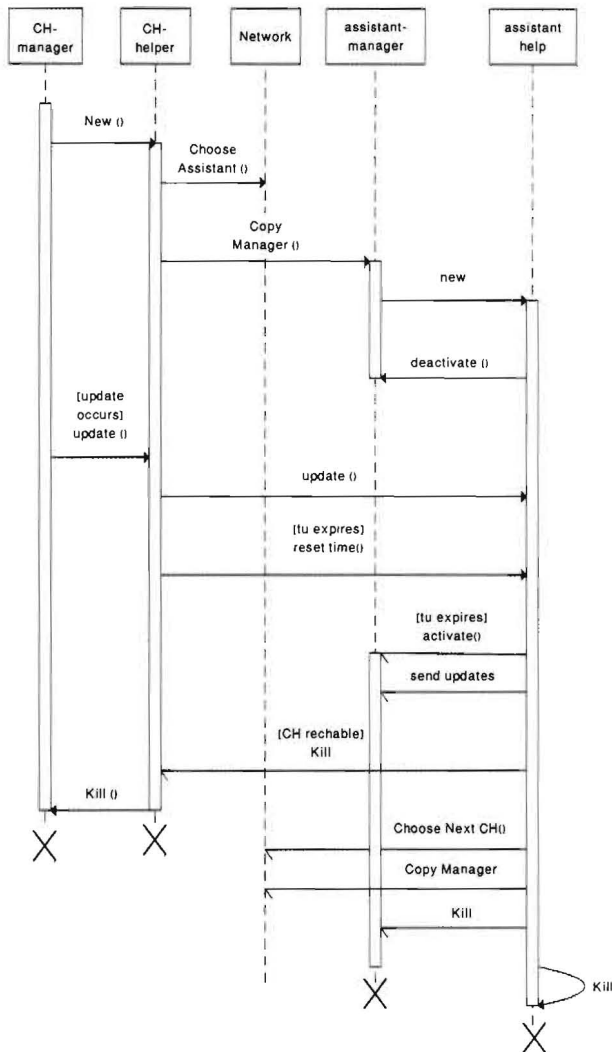 CH-
manager
CH-
helper
Network
assistant-
manager
assistant
help
New ()
Choose
Assistant ()
Copy
Manager ()
new
deactivate ()
[update
occurs]
update ()
update ()
[tu expires]
reset time()
[tu expires]
activate()
send updates
[CH rechable]
Kill
Kill ()
Choose Next CH()
Copy Manager
Kill
Kill